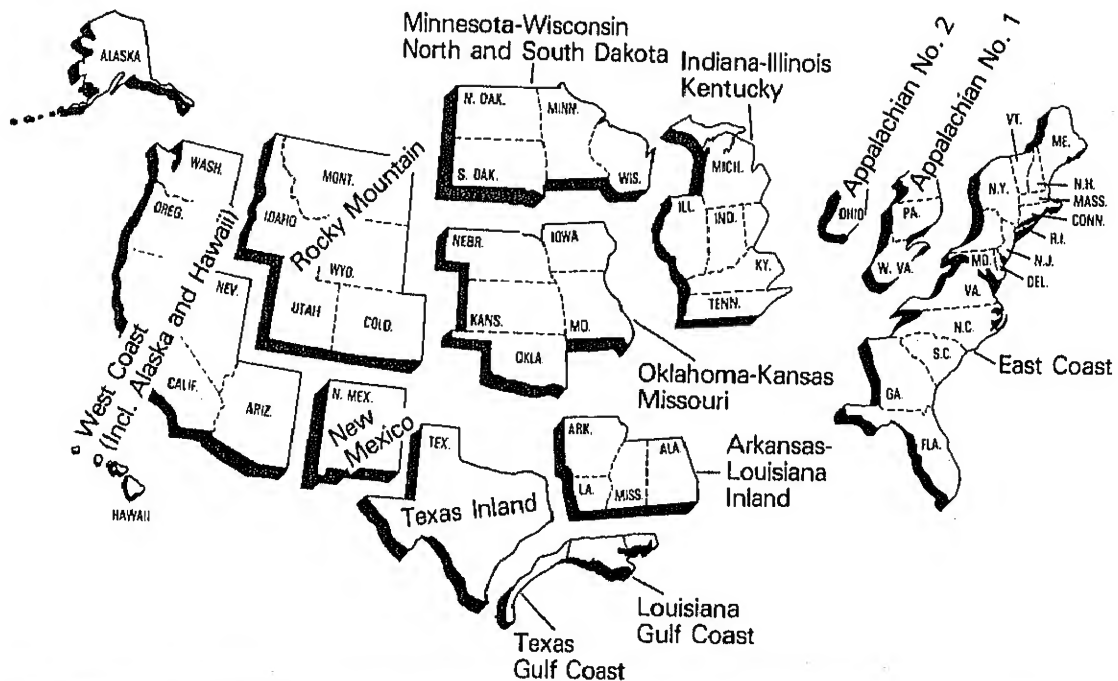 Minnesota-Wisconsin
North and South Dakota
Indiana-Illinois
Kentucky
Appalachian No. 2
Appalachian No. 1
ALASKA
WASH.
OREG.
NEV.
CALIF.
ARIZ.
West Coast
(Incl. Alaska and Hawaii)
HAWAII
MONT.
IDAHO
WYO.
UTAH
COLO.
Rocky Mountain
N. MEX.
New
Mexico
N. DAK.
MINN.
S. DAK.
WIS.
NEBR.
IOWA
KANS.
MO.
OKLA
Oklahoma-Kansas
Missouri
MICH.
ILL.
IND.
KY.
TENN.
OHIO
PA.
W. VA.
VT.
ME.
N.Y.
N.H.
MASS.
CONN.
R.I.
N.J.
MD.
DEL.
VA.
N.C.
S.C.
East Coast
GA.
FLA.
TEX.
Texas Inland
ARK.
ALA.
LA.
MISS.
Arkansas-
Louisiana
Inland
Louisiana
Gulf Coast
Texas
Gulf Coast